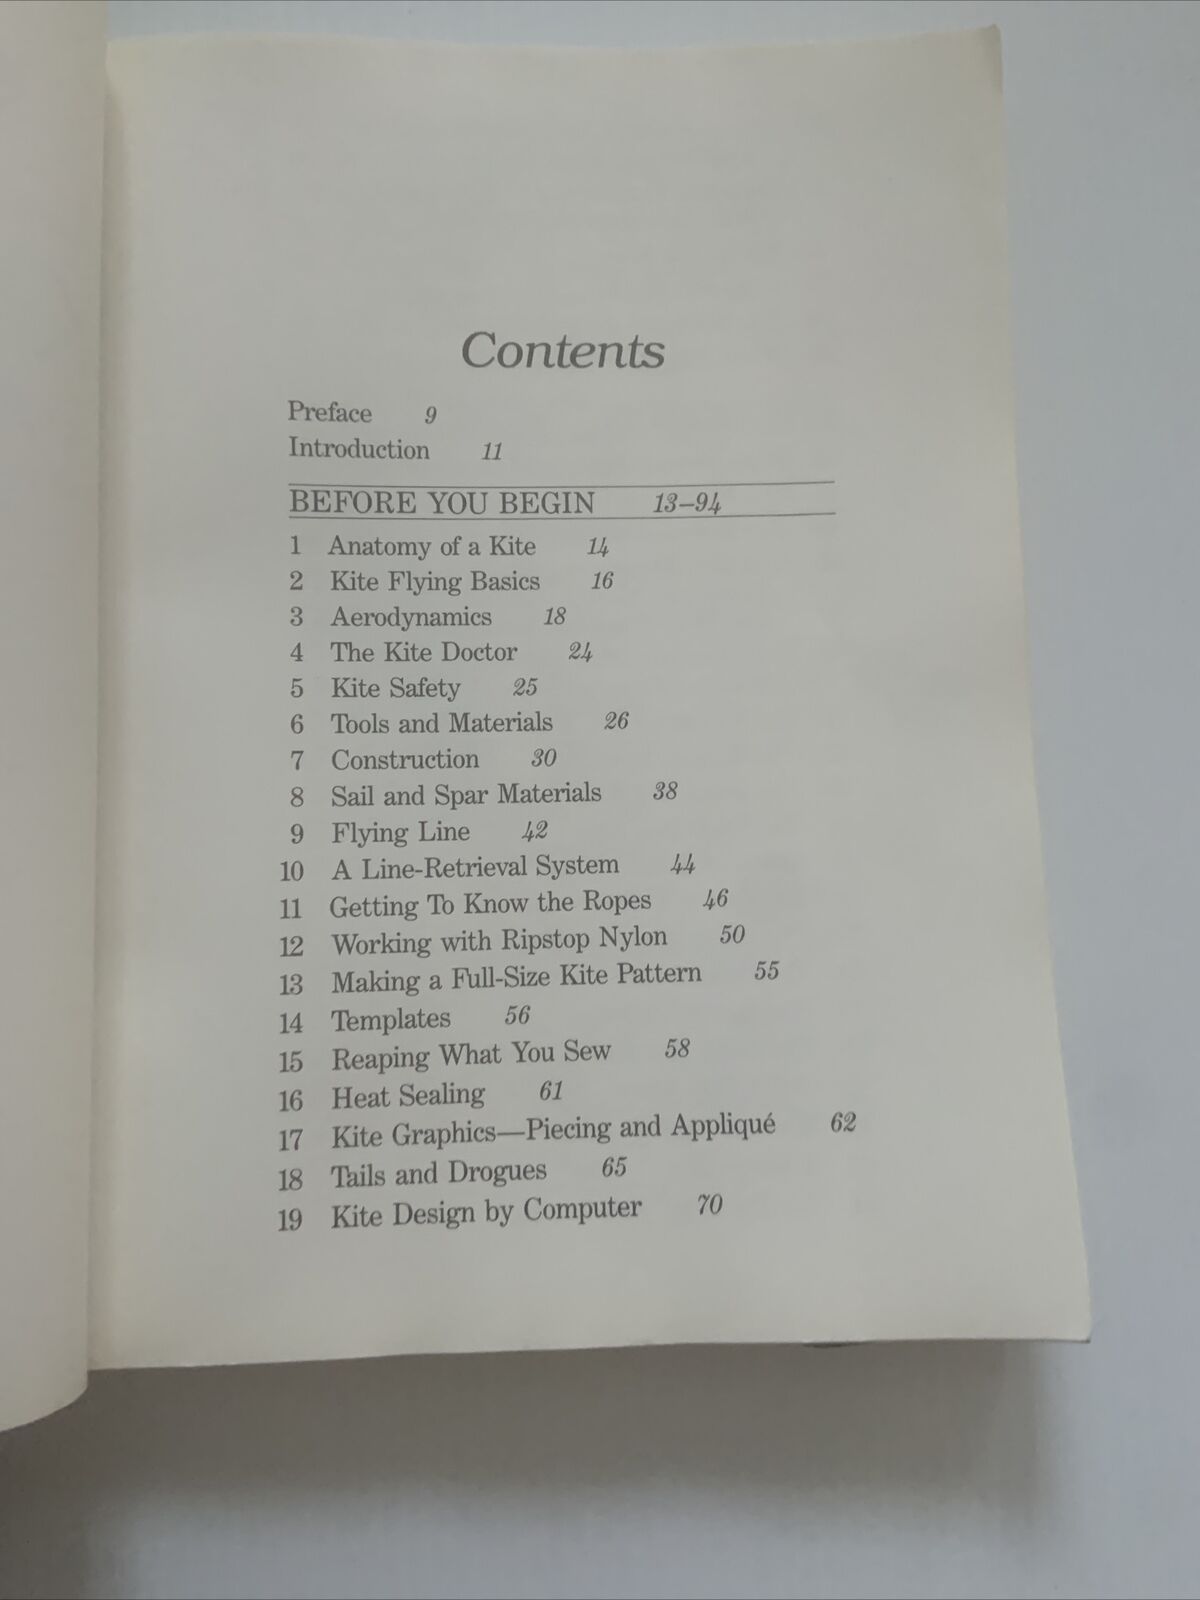 Contents
Preface 9
Introduction 11
BEFORE YOU BEGIN 13–94
1 Anatomy of a Kite 14
2 Kite Flying Basics 16
3 Aerodynamics 18
4 The Kite Doctor 24
5 Kite Safety 25
6 Tools and Materials 26
7 Construction 30
8 Sail and Spar Materials 38
9 Flying Line 42
10 A Line-Retrieval System 44
11 Getting To Know the Ropes 46
12 Working with Ripstop Nylon 50
13 Making a Full-Size Kite Pattern 55
14 Templates 56
15 Reaping What You Sew 58
16 Heat Sealing 61
17 Kite Graphics—Piecing and Appliqué 62
18 Tails and Drogues 65
19 Kite Design by Computer 70